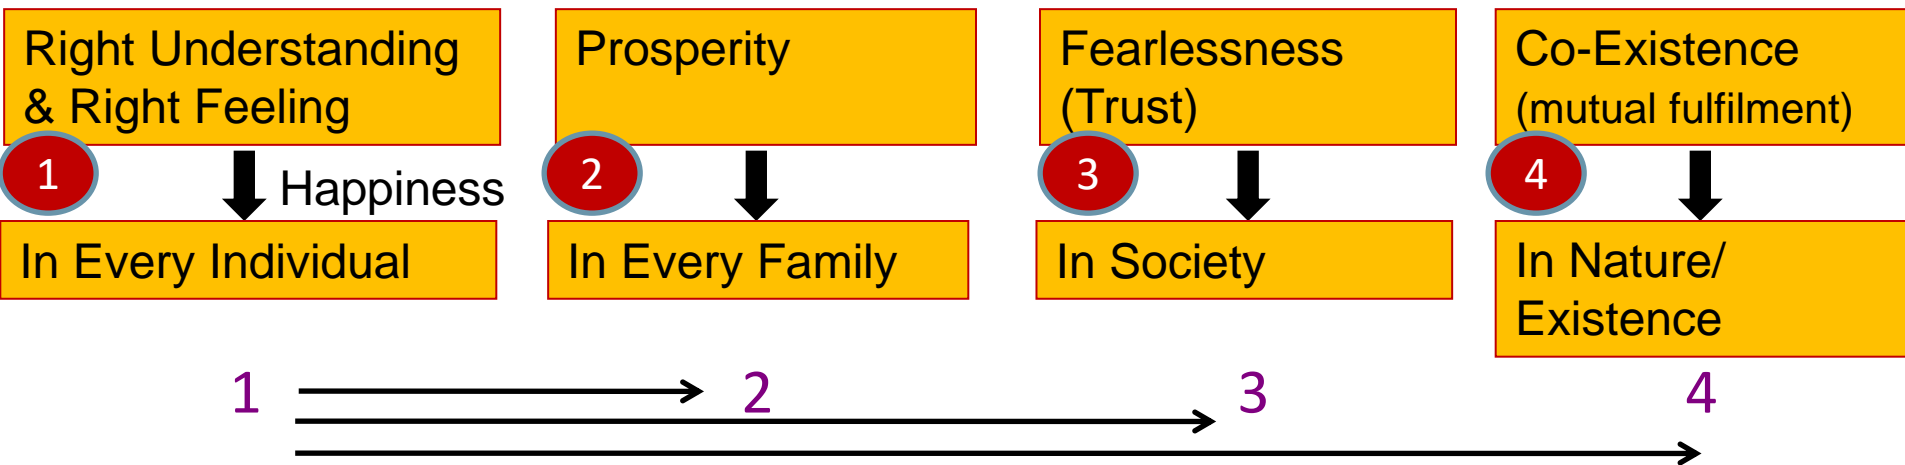 Right Understanding
& Right Feeling
Prosperity
Fearlessness
(Trust)
Co-Existence
(mutual fulfilment)
1
Happiness
2
3
4
In Every Individual
In Every Family
In Society
In Nature/
Existence
1
2
3
4